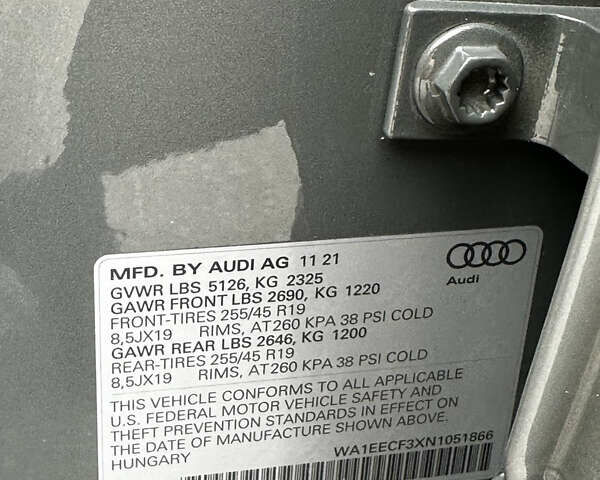 MFD. BY AUDI AG 11 21
GVWR LBS 5126, KG 2325
GAWR FRONT LBS 2690, KG 1220
FRONT-TIRES 255/45 R19
8,5JX19 RIMS, AT260 KPA 38 PSI COLD
GAWR REAR LBS 2646, KG 1200
REAR-TIRES 255/45 R19
8,5JX19 RIMS, AT260 KPA 38 PSI COLD
Audi
THIS VEHICLE CONFORMS TO ALL APPLICABLE
U.S. FEDERAL MOTOR VEHICLE SAFETY AND
THEFT PREVENTION STANDARDS IN EFFECT ON
THE DATE OF MANUFACTURE SHOWN ABOVE.
HUNGARY WA1EECF3XN1051866